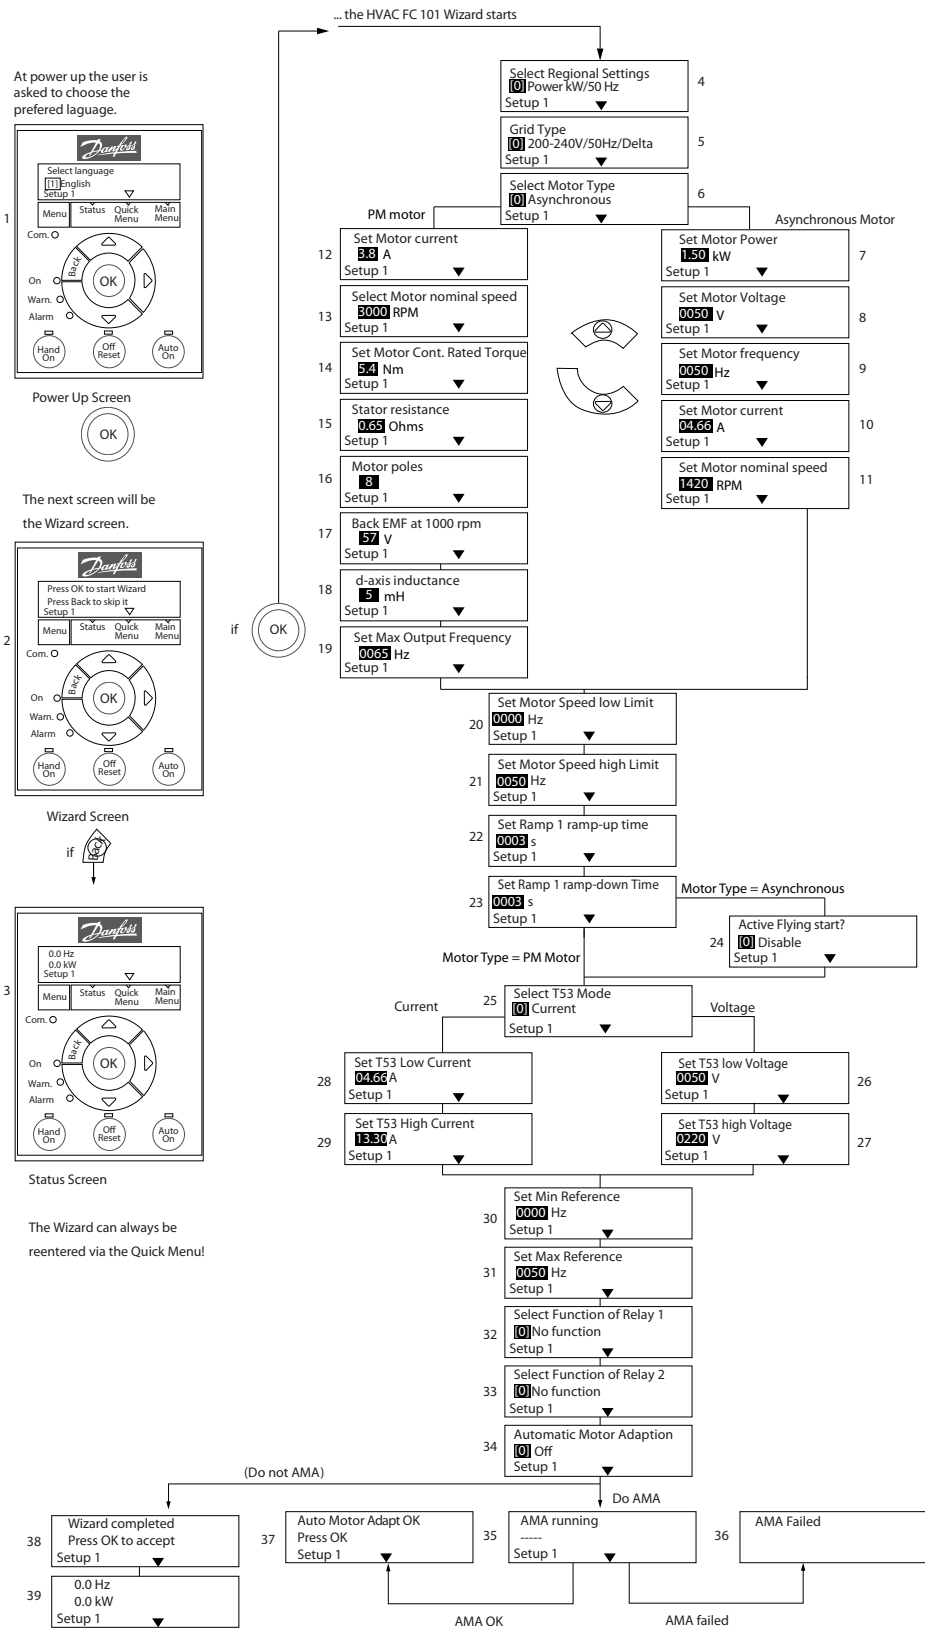 ... the HVAC FC 101 Wizard starts
At power up the user is
asked to choose the
prefered laguage.
Danfoss
Select language
[1] English
Setup 1
Menu
Status
Quick
Menu
Main
Menu
1
Com.
Back
OK
On
Warn.
Alarm
Hand
On
Off
Reset
Auto
On
Power Up Screen
OK
The next screen will be
the Wizard screen.
Danfoss
Press OK to start Wizard
Press Back to skip it
Setup 1
Menu
Status
Quick
Menu
Main
Menu
2
Com.
Back
OK
On
Warn.
Alarm
Hand
On
Off
Reset
Auto
On
Wizard Screen
if
Back
Danfoss
0.0 Hz
0.0 kW
Setup 1
3
Menu
Status
Quick
Menu
Main
Menu
Com.
Back
OK
On
Warn.
Alarm
Hand
On
Off
Reset
Auto
On
Status Screen
The Wizard can always be
reentered via the Quick Menu!
if
OK
Select Regional Settings
[0] Power kW/50 Hz
Setup 1
4
Grid Type
[0] 200-240V/50Hz/Delta
Setup 1
5
Select Motor Type
[0] Asynchronous
Setup 1
6
PM motor
Asynchronous Motor
12
Set Motor current
3.8 A
Setup 1
13
Select Motor nominal speed
3000 RPM
Setup 1
14
Set Motor Cont. Rated Torque
5.4 Nm
Setup 1
15
Stator resistance
0.65 Ohms
Setup 1
16
Motor poles
8
Setup 1
17
Back EMF at 1000 rpm
57 V
Setup 1
18
d-axis inductance
5 mH
Setup 1
19
Set Max Output Frequency
0065 Hz
Setup 1
Set Motor Power
1.50 kW
Setup 1
7
Set Motor Voltage
0050 V
Setup 1
8
Set Motor frequency
0050 Hz
Setup 1
9
Set Motor current
04.66 A
Setup 1
10
Set Motor nominal speed
1420 RPM
Setup 1
11
20
Set Motor Speed low Limit
0000 Hz
Setup 1
21
Set Motor Speed high Limit
0050 Hz
Setup 1
22
Set Ramp 1 ramp-up time
0003 s
Setup 1
23
Set Ramp 1 ramp-down Time
0003 s
Setup 1
Motor Type = Asynchronous
24
Active Flying start?
[0] Disable
Setup 1
Motor Type = PM Motor
Current
25
Select T53 Mode
[0] Current
Setup 1
Voltage
28
Set T53 Low Current
04.66 A
Setup 1
29
Set T53 High Current
13.30 A
Setup 1
Set T53 low Voltage
0050 V
Setup 1
26
Set T53 high Voltage
0220 V
Setup 1
27
30
Set Min Reference
0000 Hz
Setup 1
31
Set Max Reference
0050 Hz
Setup 1
32
Select Function of Relay 1
[0] No function
Setup 1
33
Select Function of Relay 2
[0] No function
Setup 1
34
Automatic Motor Adaption
[0] Off
Setup 1
(Do not AMA)
Do AMA
38
Wizard completed
Press OK to accept
Setup 1
37
Auto Motor Adapt OK
Press OK
Setup 1
35
AMA running
-----
Setup 1
36
AMA Failed
39
0.0 Hz
0.0 kW
Setup 1
AMA OK
AMA failed